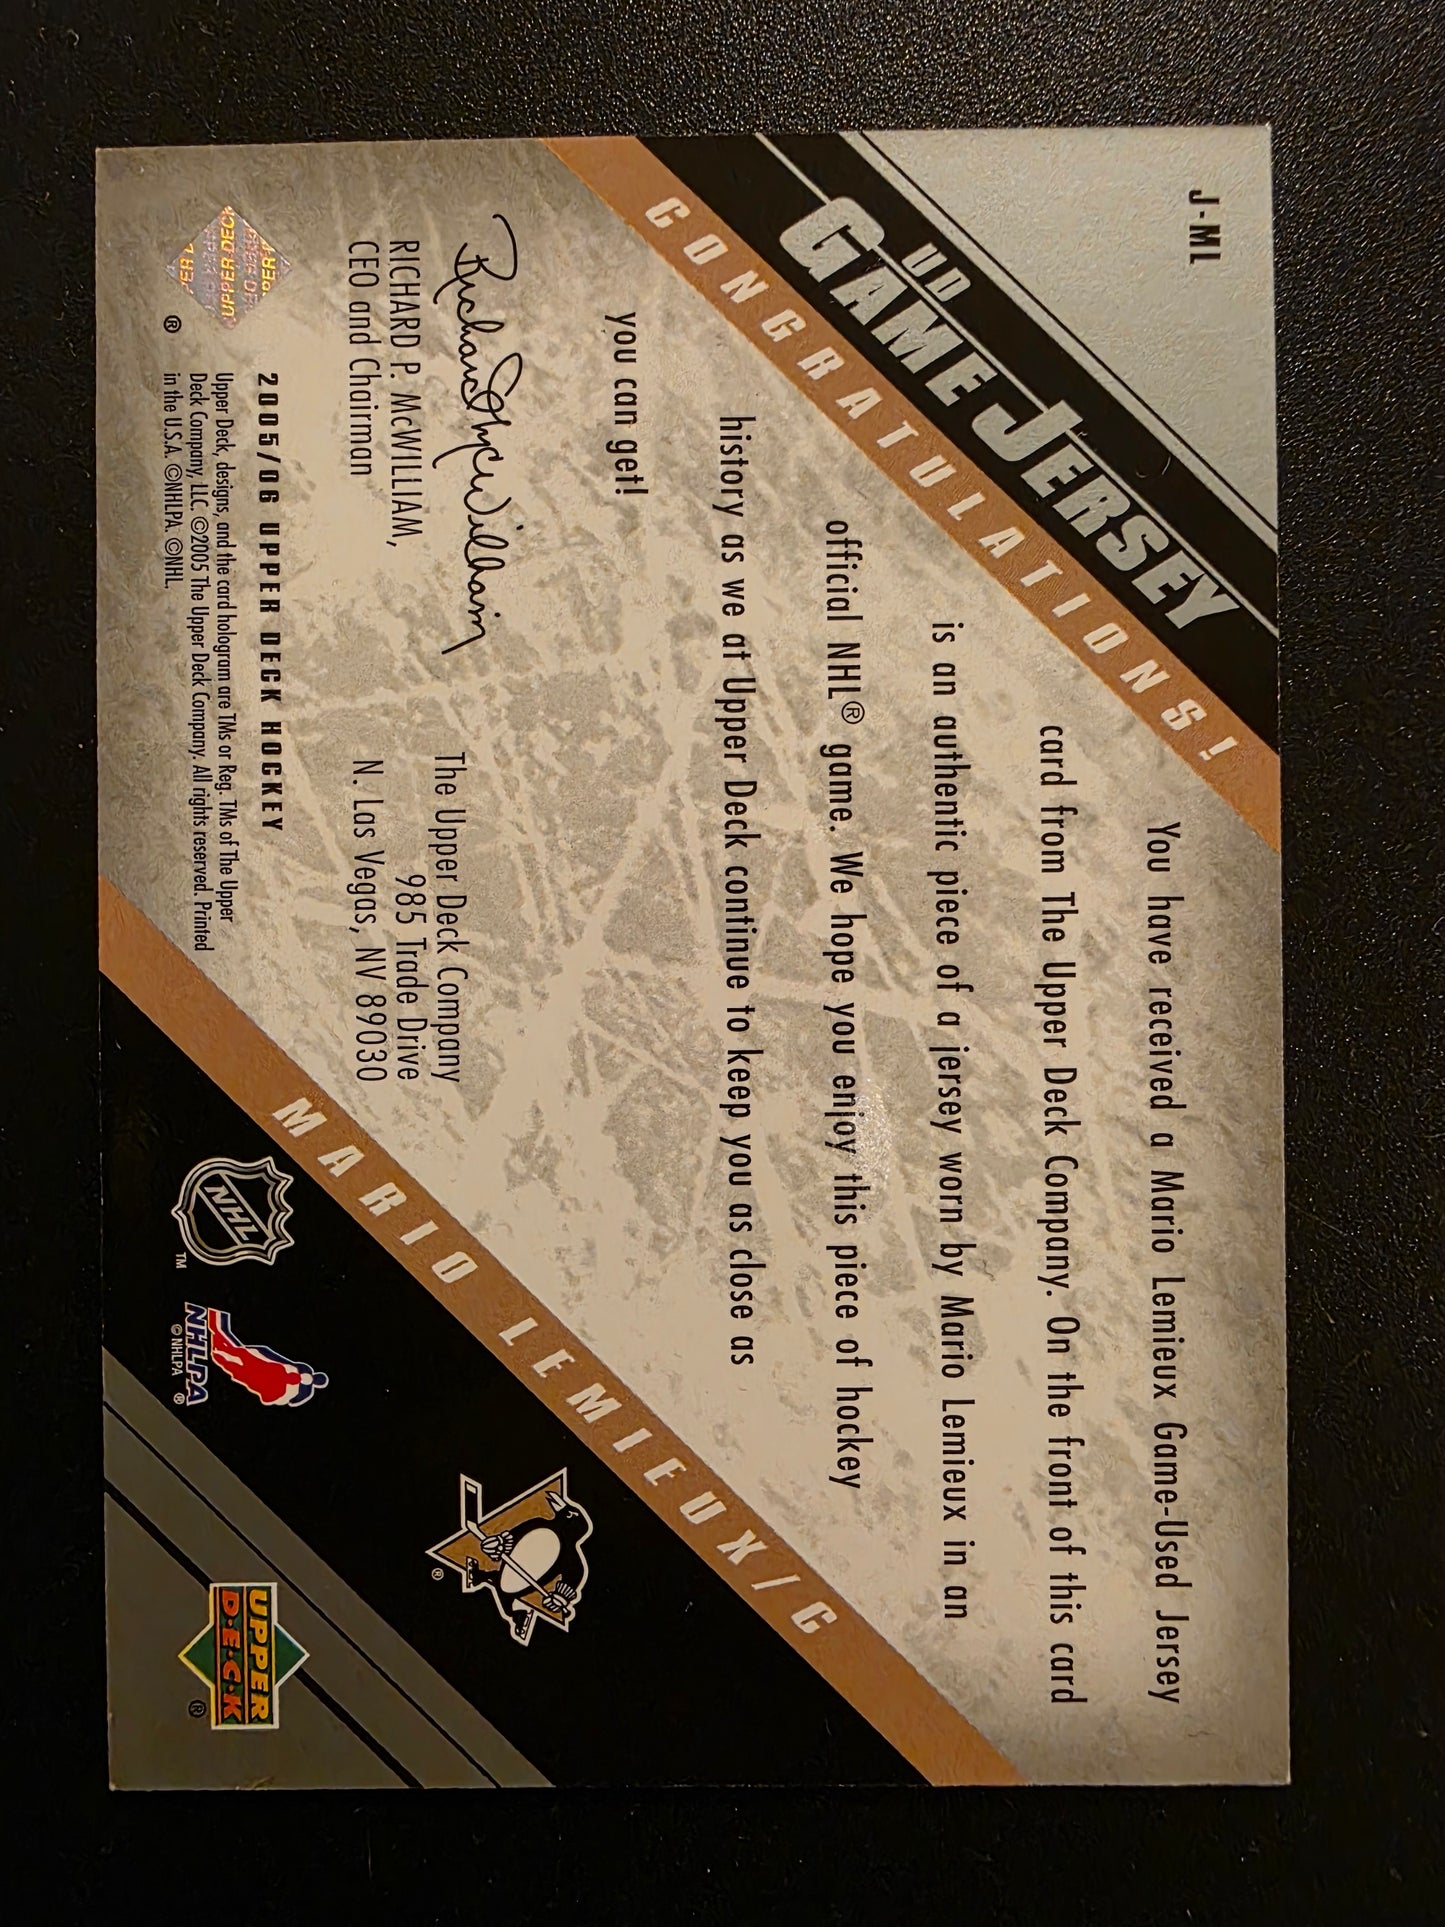 J-ML
UD
GAME JERSEY
CONGRATULATIONS!
You have received a Mario Lemieux Game-Used Jersey
card from The Upper Deck Company. On the front of this card
is an authentic piece of a jersey worn by Mario Lemieux in an
official NHL® game. We hope you enjoy this piece of hockey
history as we at Upper Deck continue to keep you as close as
you can get!
Richard P. McWilliam
RICHARD P. McWILLIAM,
CEO and Chairman
The Upper Deck Company
985 Trade Drive
N. Las Vegas, NV 89030
2005/06 UPPER DECK HOCKEY
Upper Deck, designs, and the card hologram are TMs or Reg. TMs of The Upper
Deck Company, LLC. ©2005 The Upper Deck Company. All rights reserved. Printed
in the U.S.A. ©NHLPA. ©NHL.
®
MARIO LEMIEUX/C
NHL
TM
NHLPA
© NHLPA ®
®
UPPER
D·E·C·K
®